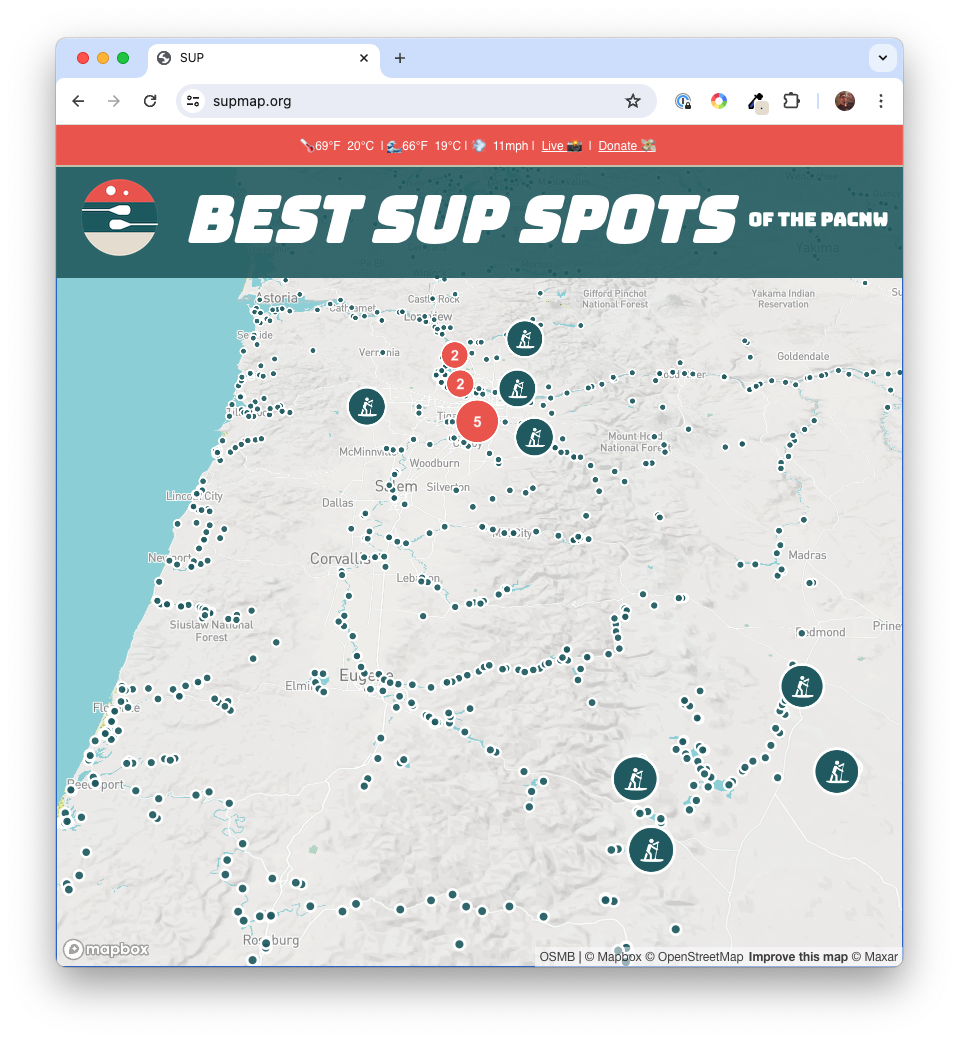 SUP
supmap.org
69°F 20°C | 66°F 19°C | 11mph | Live | Donate
BEST SUP SPOTS OF THE PACNW
Yakama Indian
Reservation
Gifford Pinchot
National Forest
Astoria
Castle Rock
Cathlamet
Longview
Seaside
Vernonia
2
Goldendale
2
5
McMinnville
Mount Hood
National Forest
Woodburn
Salem
Silverton
Lincoln City
Dallas
Mill City
Newport
Corvallis
Madras
Lebanon
Siuslaw National
Forest
Redmond
Eugene
Florence
Reedsport
Roseburg
mapbox
OSMB | © Mapbox © OpenStreetMap Improve this map © Maxar